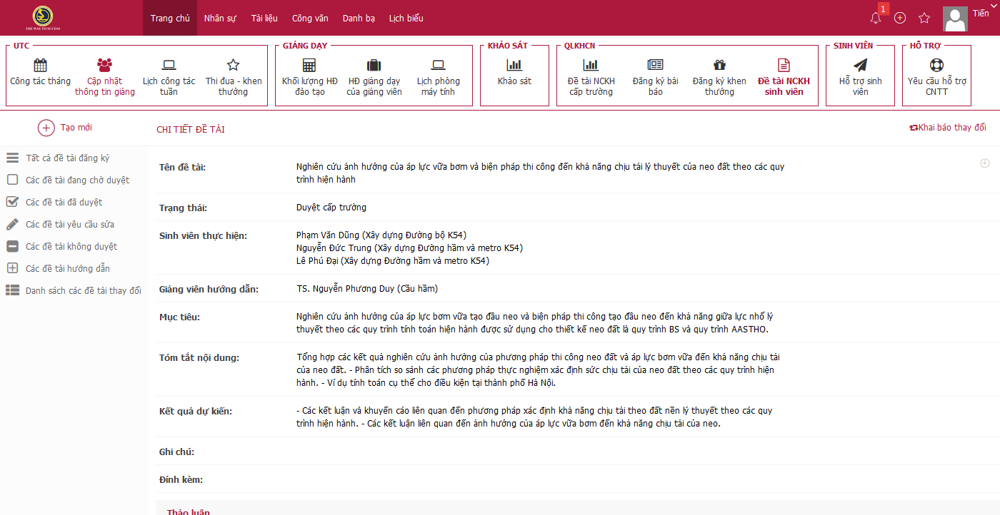 THE WAY TO SUCESS
Trang chủ
Nhân sự
Tài liệu
Công văn
Danh bạ
Lịch biểu
1
Tiến
UTC
Công tác tháng
Cập nhật
thông tin giảng
Lịch công tác
tuần
Thi đua - khen
thưởng
GIẢNG DẠY
Khối lượng HĐ
đào tạo
HĐ giảng dạy
của giảng viên
Lịch phòng
máy tính
KHẢO SÁT
Khảo sát
QLKHCN
Đề tài NCKH
cấp trường
Đăng ký bài
báo
Đăng ký khen
thưởng
Đề tài NCKH
sinh viên
SINH VIÊN
Hỗ trợ sinh
viên
HỖ TRỢ
Yêu cầu hỗ trợ
CNTT
Tạo mới
CHI TIẾT ĐỀ TÀI
Khai báo thay đổi
Tất cả đề tài đăng ký
Các đề tài đang chờ duyệt
Các đề tài đã duyệt
Các đề tài yêu cầu sửa
Các đề tài không duyệt
Các đề tài hướng dẫn
Danh sách các đề tài thay đổi
Tên đề tài:
Nghiên cứu ảnh hưởng của áp lực vữa bơm và biện pháp thi công đến khả năng chịu tải lý thuyết của neo đất theo các quy
trình hiện hành
Trạng thái:
Duyệt cấp trường
Sinh viên thực hiện:
Phạm Văn Dũng (Xây dựng Đường bộ K54)
Nguyễn Đức Trung (Xây dựng Đường hầm và metro K54)
Lê Phú Đại (Xây dựng Đường hầm và metro K54)
Giảng viên hướng dẫn:
TS. Nguyễn Phương Duy (Cầu hầm)
Mục tiêu:
Nghiên cứu ảnh hưởng của áp lực bơm vữa tạo đầu neo và biện pháp thi công tạo đầu neo đến khả năng giữa lực nhổ lý
thuyết theo các quy trình tính toán hiện hành được sử dụng cho thiết kế neo đất là quy trình BS và quy trình AASTHO.
Tóm tắt nội dung:
Tổng hợp các kết quả nghiên cứu ảnh hưởng của phương pháp thi công neo đất và áp lực bơm vữa đến khả năng chịu tải
của neo đất. - Phân tích so sánh các phương pháp thực nghiệm xác định sức chịu tải của neo đất theo các quy trình hiện
hành. - Ví dụ tính toán cụ thể cho điều kiện tại thành phố Hà Nội.
Kết quả dự kiến:
- Các kết luận và khuyến cáo liên quan đến phương pháp xác định khả năng chịu tải theo đất nền lý thuyết theo các quy
trình hiện hành. - Các kết luận liên quan đến ảnh hưởng của áp lực vữa bơm đến khả năng chịu tải của neo.
Ghi chú:
Đính kèm:
Thảo luận